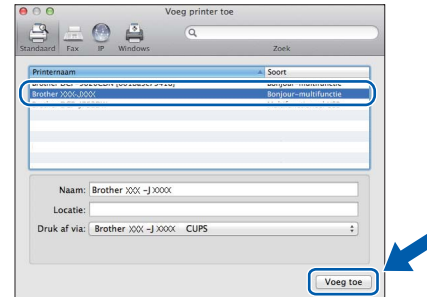 Voeg printer toe
Standaard Fax IP Windows Zoek
Printernaam Soort
Brother XXX-JXXX Bonjour-multifunctie
Naam: Brother XXX -J XXXX
Locatie:
Druk af via: Brother XXX -J XXXX CUPS
Voeg toe